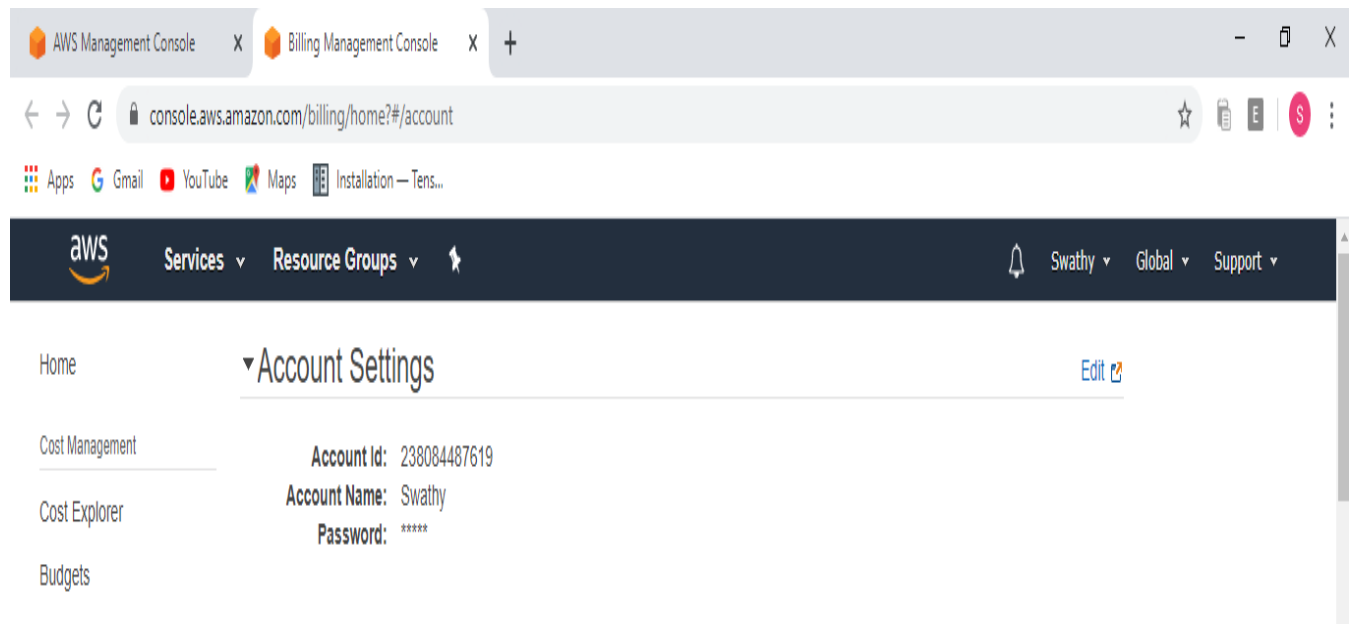 AWS Management Console X Billing Management Console X +
console.aws.amazon.com/billing/home?#/account E S
Apps G Gmail YouTube Maps Installation — Tens...
aws Services Resource Groups Swathy Global Support
Home Account Settings Edit
Cost Management Account Id: 238084487619
Account Name: Swathy
Cost Explorer
Password: *****
Budgets